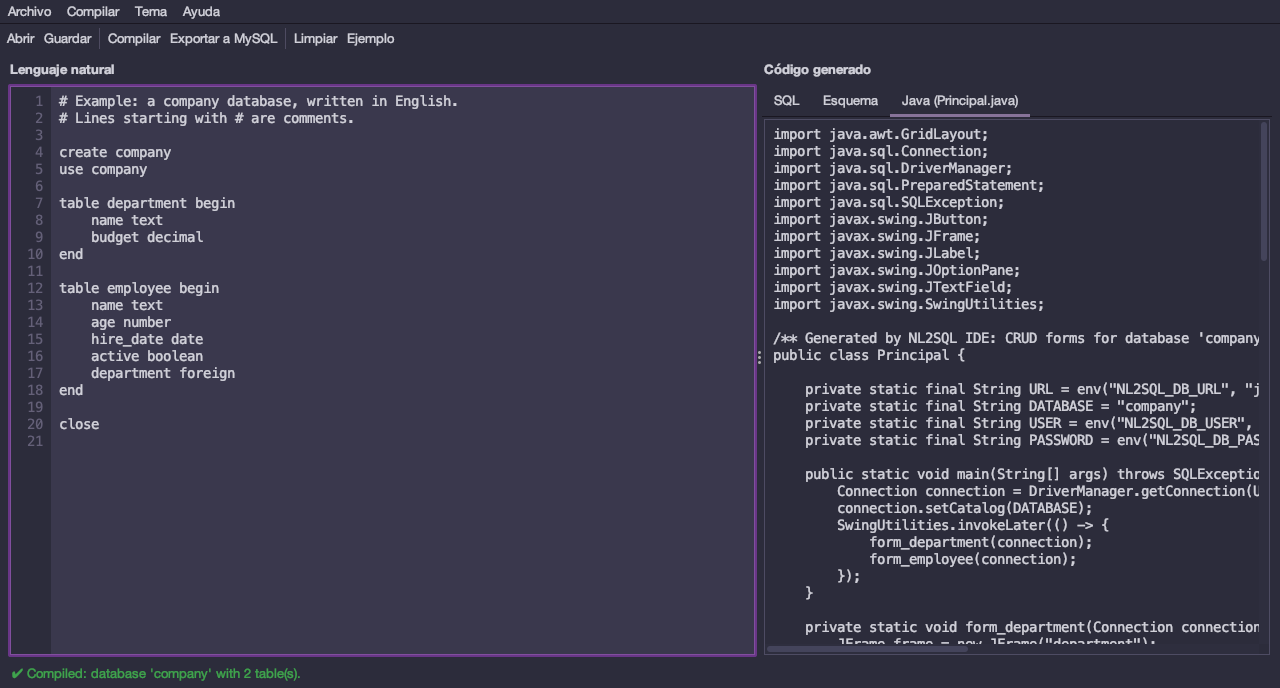 Archivo Compilar Tema Ayuda
Abrir Guardar Compilar Exportar a MySQL Limpiar Ejemplo
Lenguaje natural
1 # Example: a company database, written in English.
2 # Lines starting with # are comments.
3
4 create company
5 use company
6
7 table department begin
8     name text
9     budget decimal
10 end
11
12 table employee begin
13     name text
14     age number
15     hire_date date
16     active boolean
17     department foreign
18 end
19
20 close
21
Código generado
SQL Esquema Java (Principal.java)
import java.awt.GridLayout;
import java.sql.Connection;
import java.sql.DriverManager;
import java.sql.PreparedStatement;
import java.sql.SQLException;
import javax.swing.JButton;
import javax.swing.JFrame;
import javax.swing.JLabel;
import javax.swing.JOptionPane;
import javax.swing.JTextField;
import javax.swing.SwingUtilities;
/** Generated by NL2SQL IDE: CRUD forms for database 'company
public class Principal {
    private static final String URL = env("NL2SQL_DB_URL", "j
    private static final String DATABASE = "company";
    private static final String USER = env("NL2SQL_DB_USER",
    private static final String PASSWORD = env("NL2SQL_DB_PAS
    public static void main(String[] args) throws SQLExceptio
        Connection connection = DriverManager.getConnection(U
        connection.setCatalog(DATABASE);
        SwingUtilities.invokeLater(() -> {
            form_department(connection);
            form_employee(connection);
        });
    }
    private static void form_department(Connection connection
        JFrame frame = new JFrame("department");
✔ Compiled: database 'company' with 2 table(s).